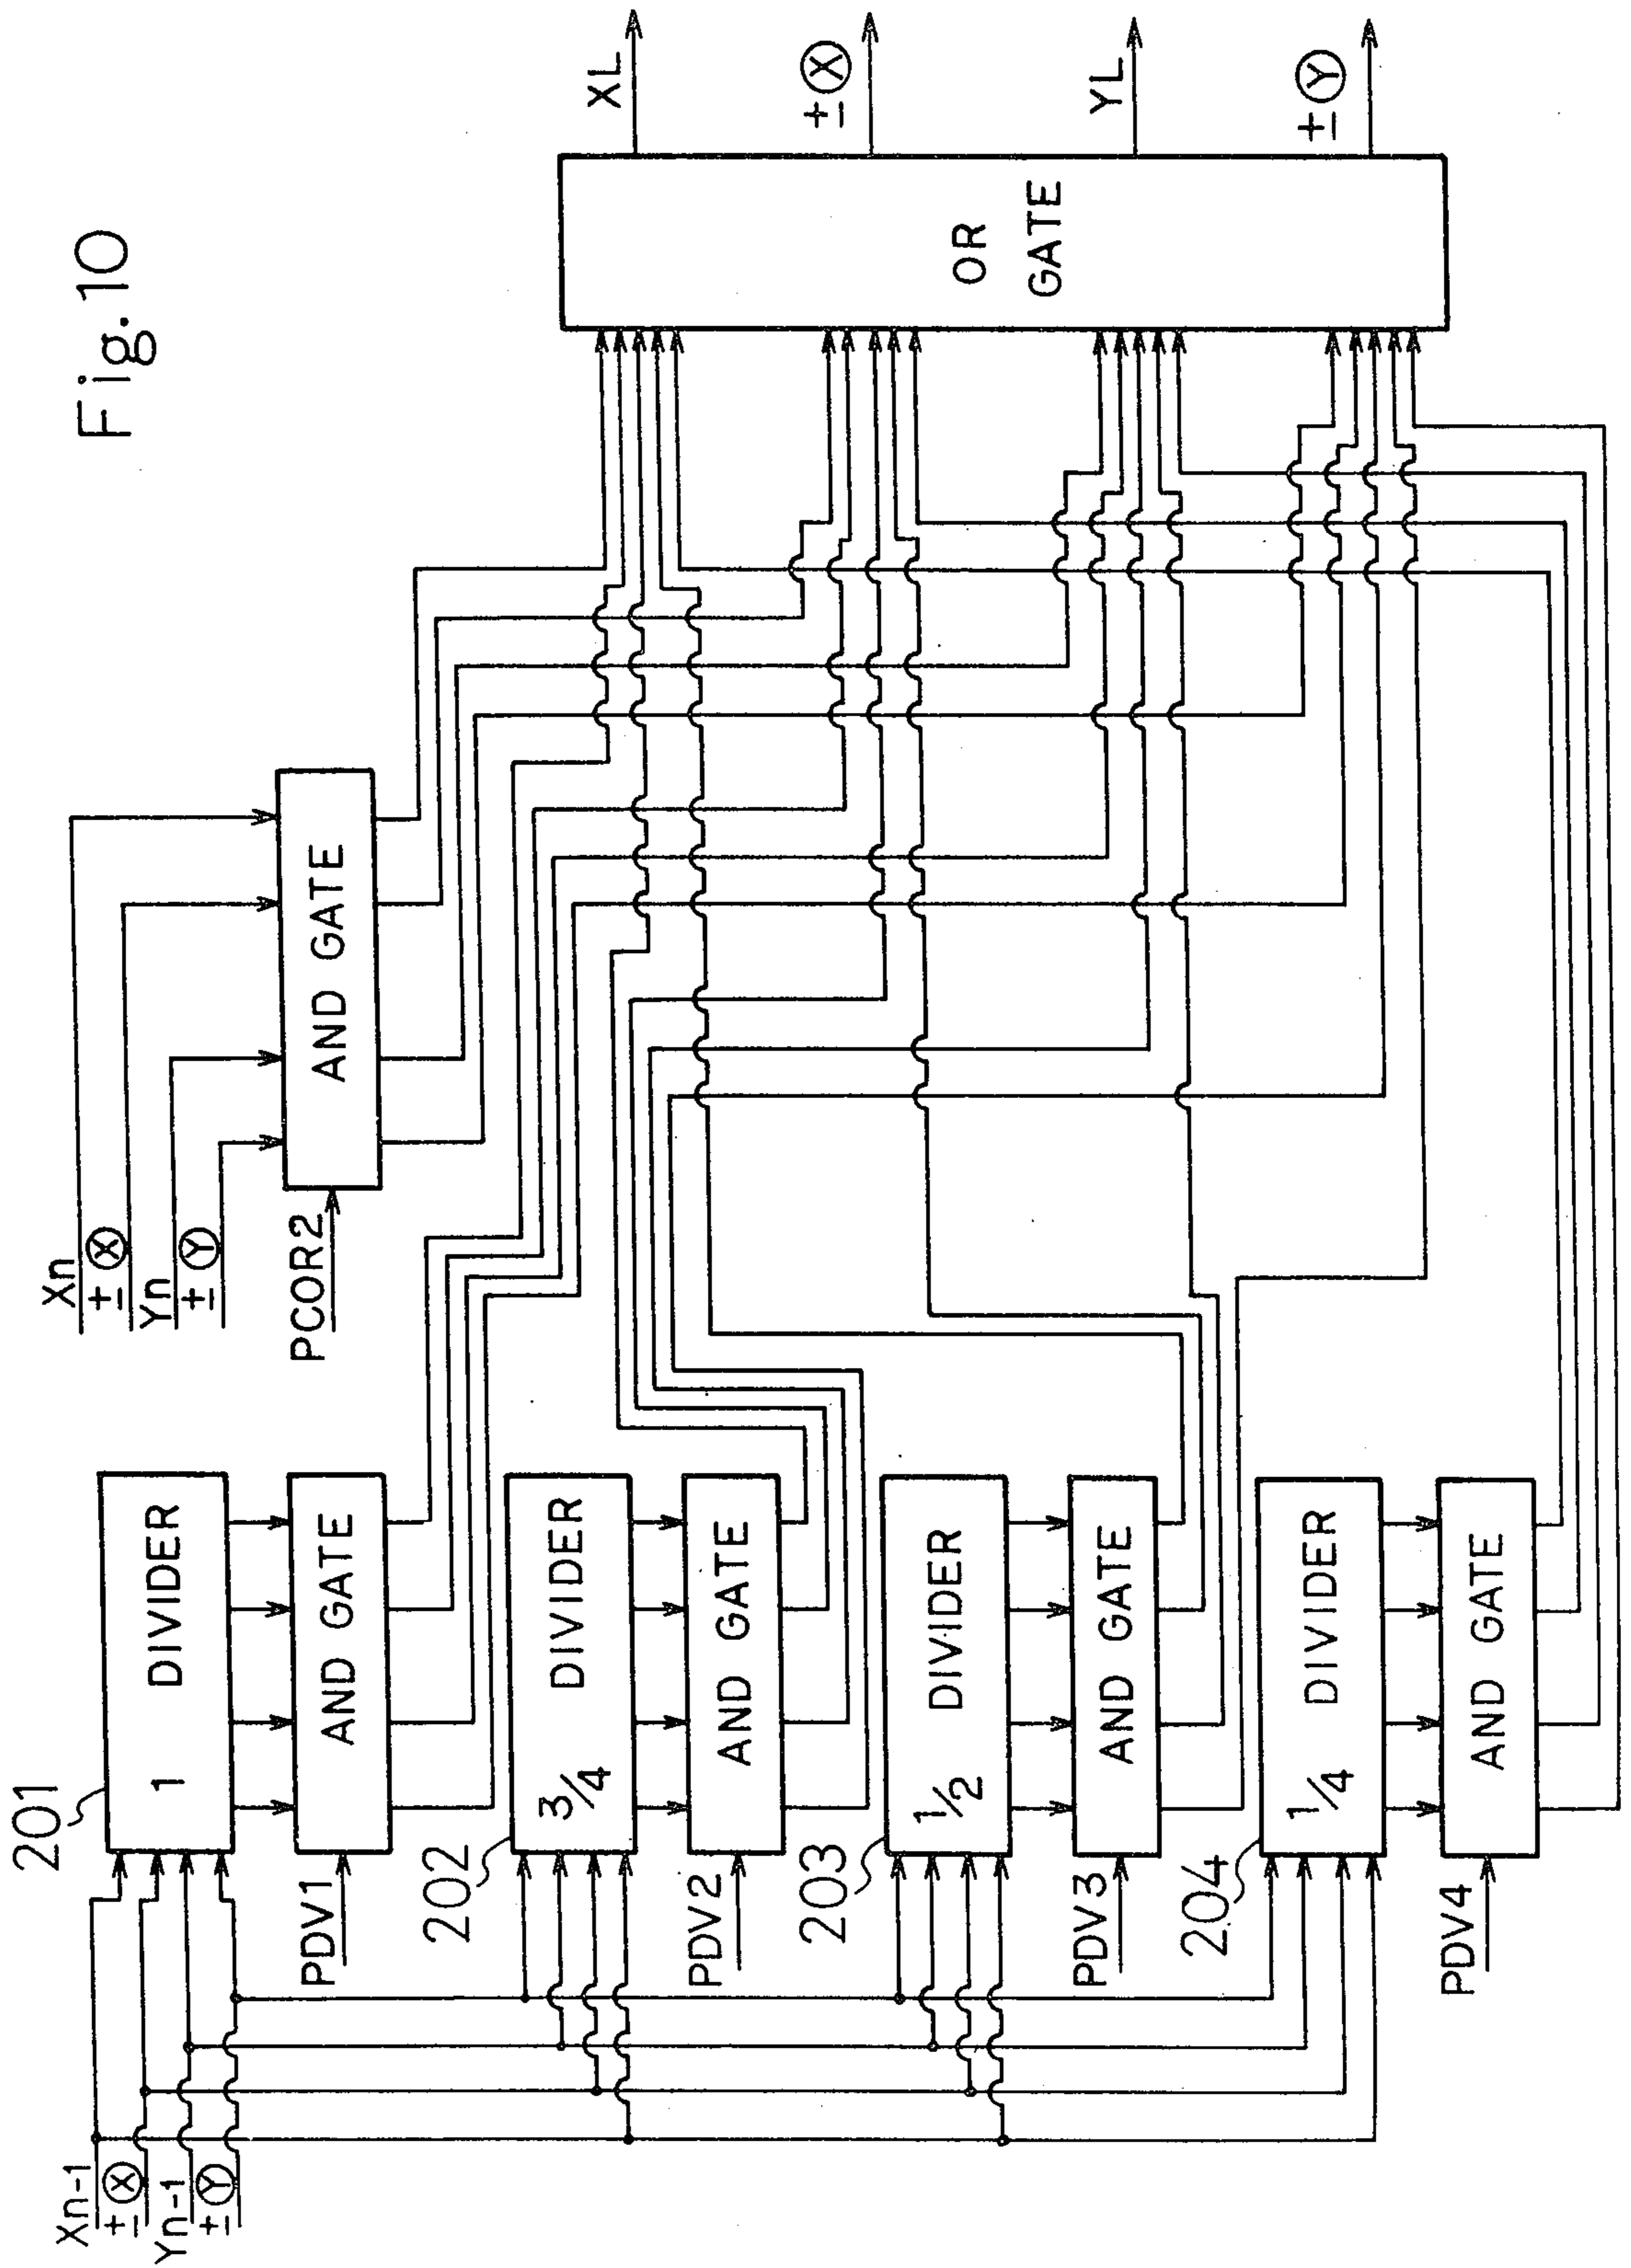 Fig. 10
Xn
± Ⓧ
Yn
± Ⓨ
PCOR2
AND GATE
Xn-1
± Ⓧ
Yn-1
± Ⓨ
201
1 DIVIDER
PDV1
AND GATE
202
3/4 DIVIDER
PDV2
AND GATE
203
1/2 DIVIDER
PDV3
AND GATE
204
1/4 DIVIDER
PDV4
AND GATE
OR
GATE
XL
± Ⓧ
YL
± Ⓨ